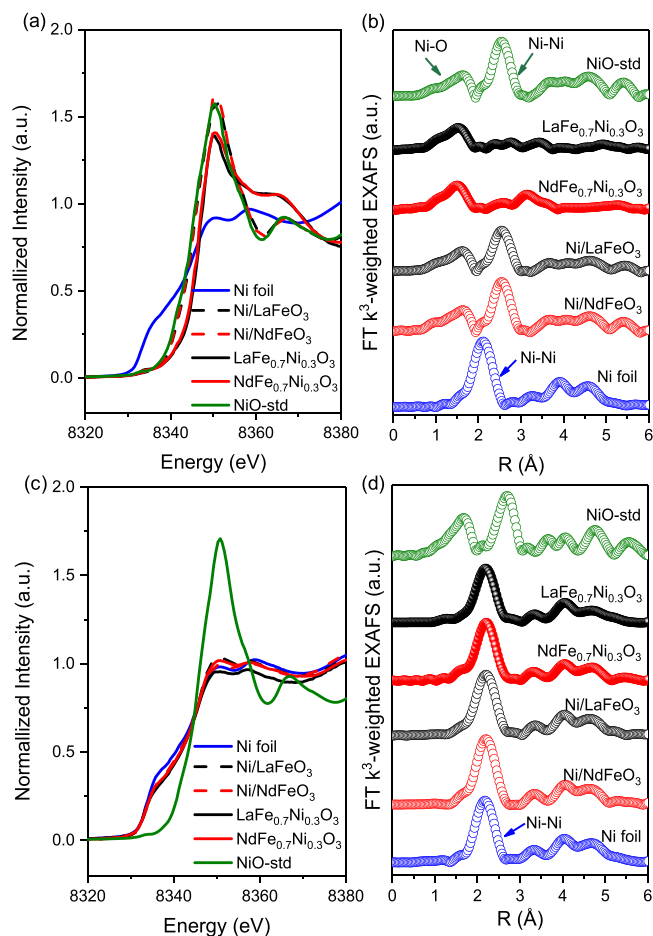 (a)
2.0
1.5
1.0
0.5
0.0
Normallized Intensity (a.u.)
Ni foil
Ni/LaFeO3
Ni/NdFeO3
LaFe0.7Ni0.3O3
NdFe0.7Ni0.3O3
NiO-std
8320 8340 8360 8380
Energy (eV)
(b)
Ni-O
Ni-Ni
NiO-std
LaFe0.7Ni0.3O3
NdFe0.7Ni0.3O3
Ni/LaFeO3
Ni/NdFeO3
Ni-Ni
Ni foil
FT k3-weighted EXAFS (a.u.)
0 1 2 3 4 5 6
R (Å)
(c)
2.0
1.5
1.0
0.5
0.0
Normallized Intensity (a.u.)
Ni foil
Ni/LaFeO3
Ni/NdFeO3
LaFe0.7Ni0.3O3
NdFe0.7Ni0.3O3
NiO-std
8320 8340 8360 8380
Energy (eV)
(d)
NiO-std
LaFe0.7Ni0.3O3
NdFe0.7Ni0.3O3
Ni/LaFeO3
Ni/NdFeO3
Ni-Ni
Ni foil
FT k3-weighted EXAFS (a.u.)
0 1 2 3 4 5 6
R (Å)